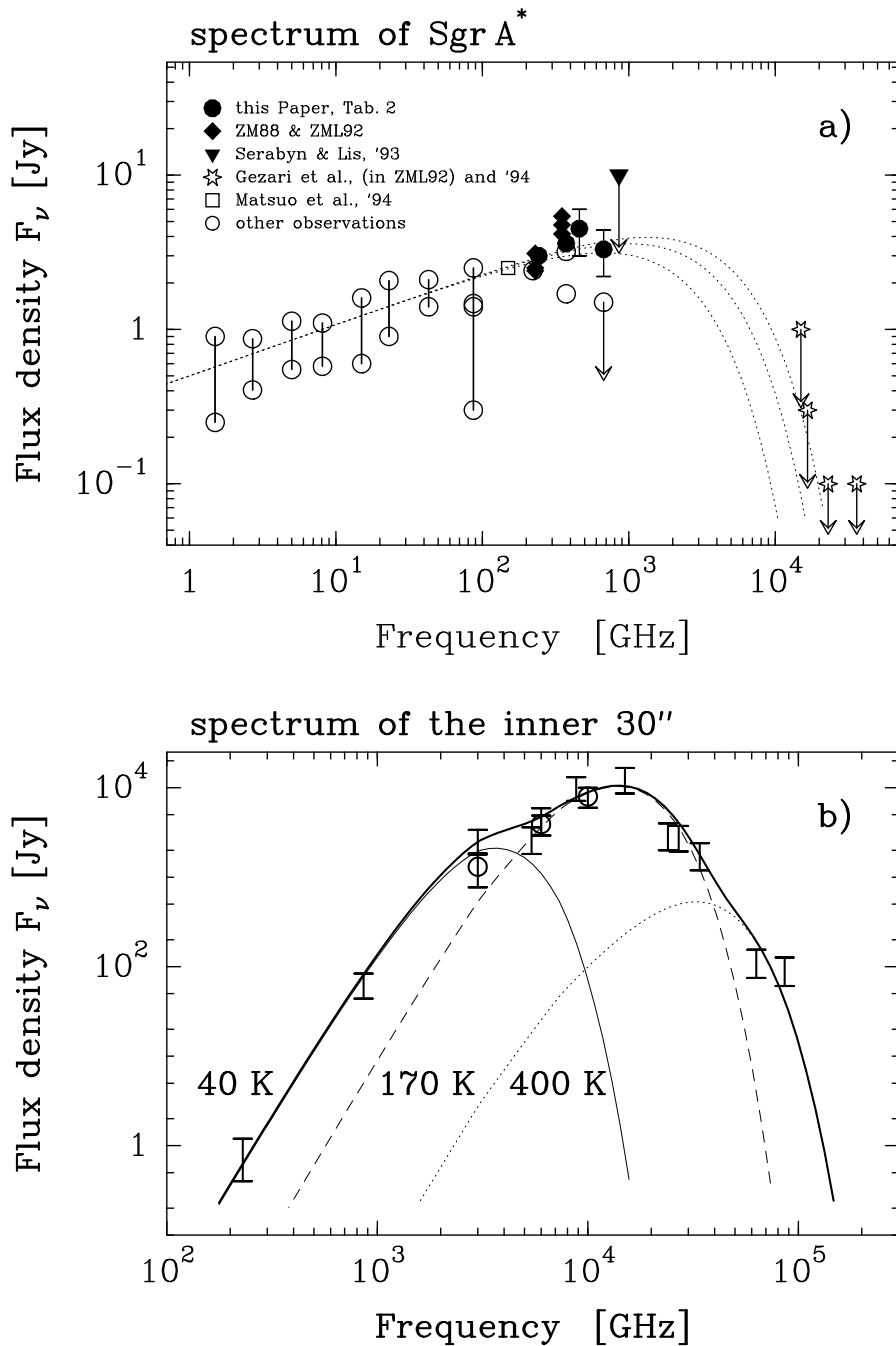 spectrum of Sgr A*
a)
this Paper, Tab. 2
ZM88 & ZML92
Serabyn & Lis, '93
Gezari et al., (in ZML92) and '94
Matsuo et al., '94
other observations
Flux density Fν [Jy]
10¹
1
10⁻¹
1 10¹ 10² 10³ 10⁴
Frequency [GHz]
spectrum of the inner 30″
b)
Flux density Fν [Jy]
10⁴
10²
1
40 K 170 K 400 K
10² 10³ 10⁴ 10⁵
Frequency [GHz]